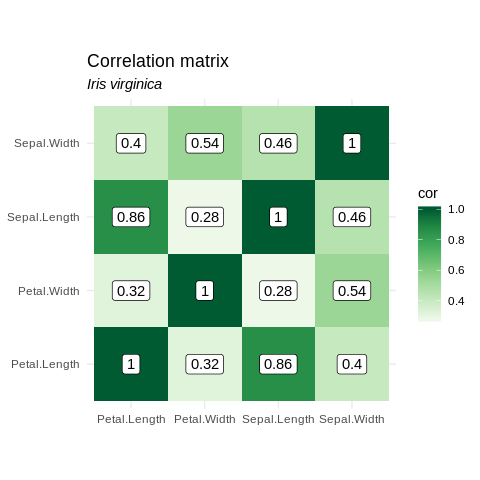 Correlation matrix
Iris virginica
Sepal.Width 0.4 0.54 0.46 1
Sepal.Length 0.86 0.28 1 0.46
Petal.Width 0.32 1 0.28 0.54
Petal.Length 1 0.32 0.86 0.4
Petal.Length Petal.Width Sepal.Length Sepal.Width
cor
1.0
0.8
0.6
0.4